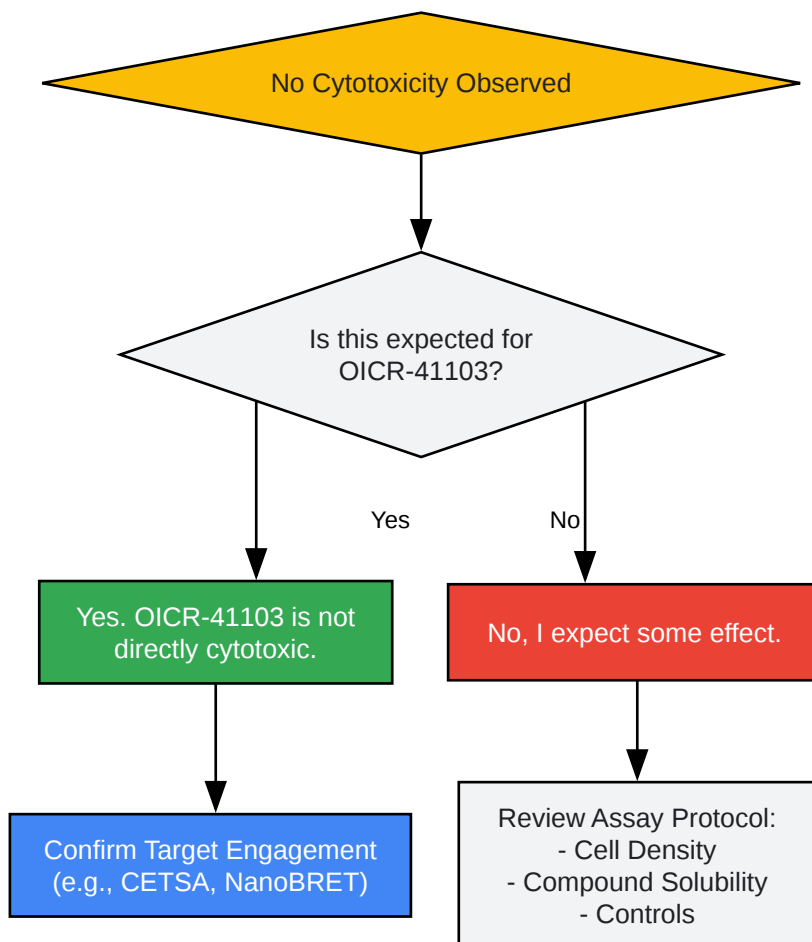 No Cytotoxicity Observed
Is this expected for
OICR-41103?
Yes
No
Yes. OICR-41103 is not
directly cytotoxic.
No, I expect some effect.
Confirm Target Engagement
(e.g., CETSA, NanoBRET)
Review Assay Protocol:
- Cell Density
- Compound Solubility
- Controls